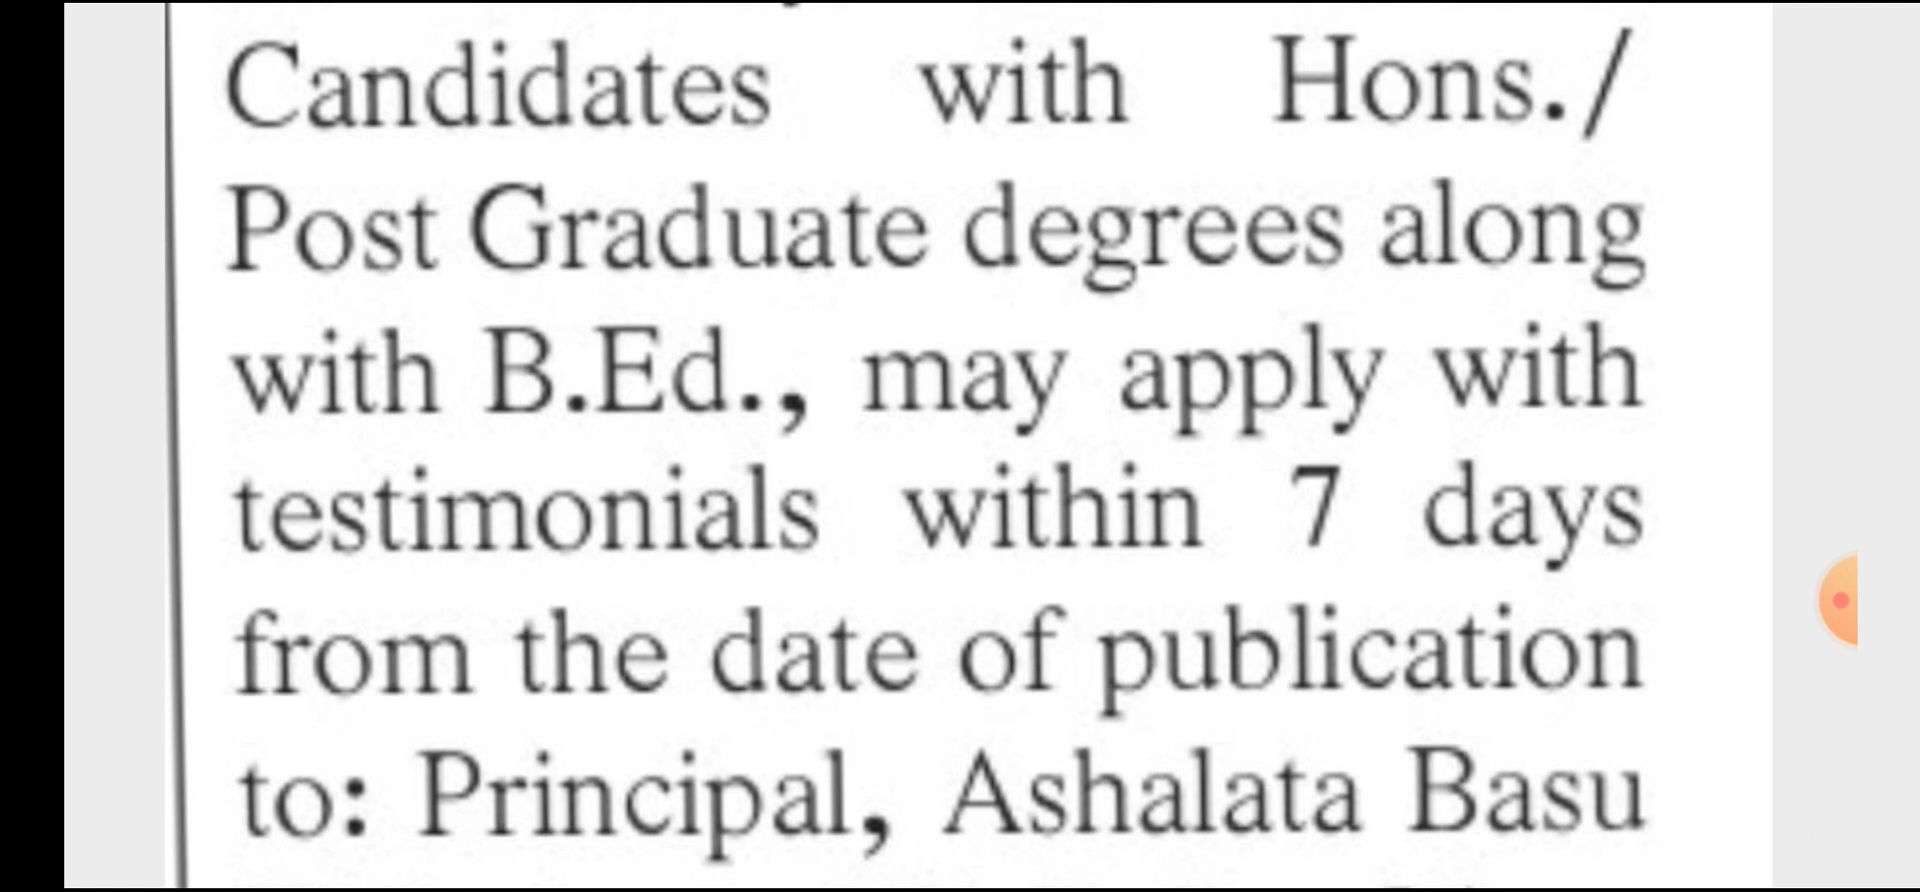 Candidates with Hons./
Post Graduate degrees along
with B.Ed., may apply with
testimonials within 7 days
from the date of publication
to: Principal, Ashalata Basu